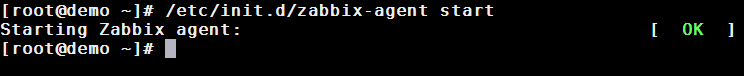 [root@demo ~]# /etc/init.d/zabbix-agent start
Starting Zabbix agent:                                     [  OK  ]
[root@demo ~]#